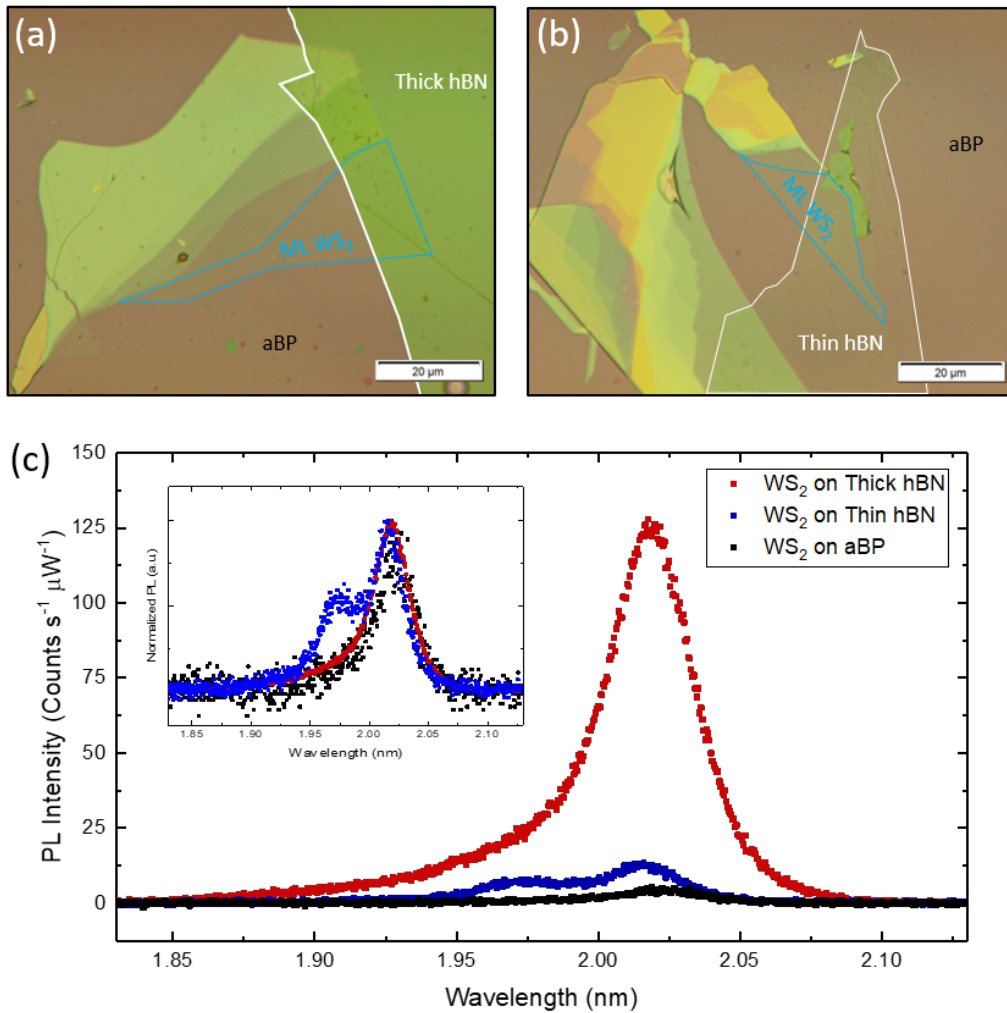 (a)
Thick hBN
ML WS₂
aBP
20 μm
(b)
aBP
ML WS₂
Thin hBN
20 μm
(c)
150
125
100
75
50
25
0
PL Intensity (Counts s⁻¹ μW⁻¹)
1.85
1.90
1.95
2.00
2.05
2.10
Wavelength (nm)
WS₂ on Thick hBN
WS₂ on Thin hBN
WS₂ on aBP
Normalized PL (a.u)
1.85
1.90
1.95
2.00
2.05
2.10
Wavelength (nm)